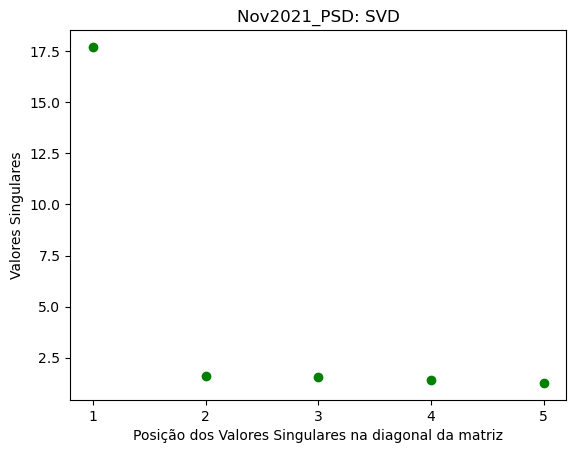 Nov2021_PSD: SVD
Valores Singulares
17.5
15.0
12.5
10.0
7.5
5.0
2.5
1 2 3 4 5
Posição dos Valores Singulares na diagonal da matriz